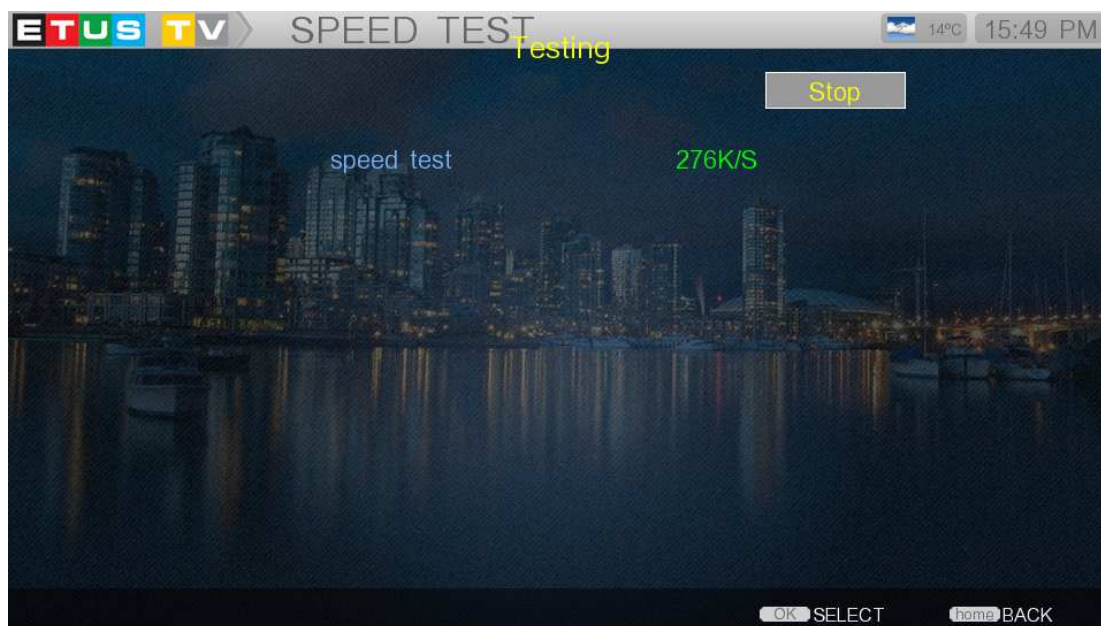 ETUS TV SPEED TEST 14°C 15:49 PM
Testing
Stop
speed test 276K/S
OK SELECT home BACK